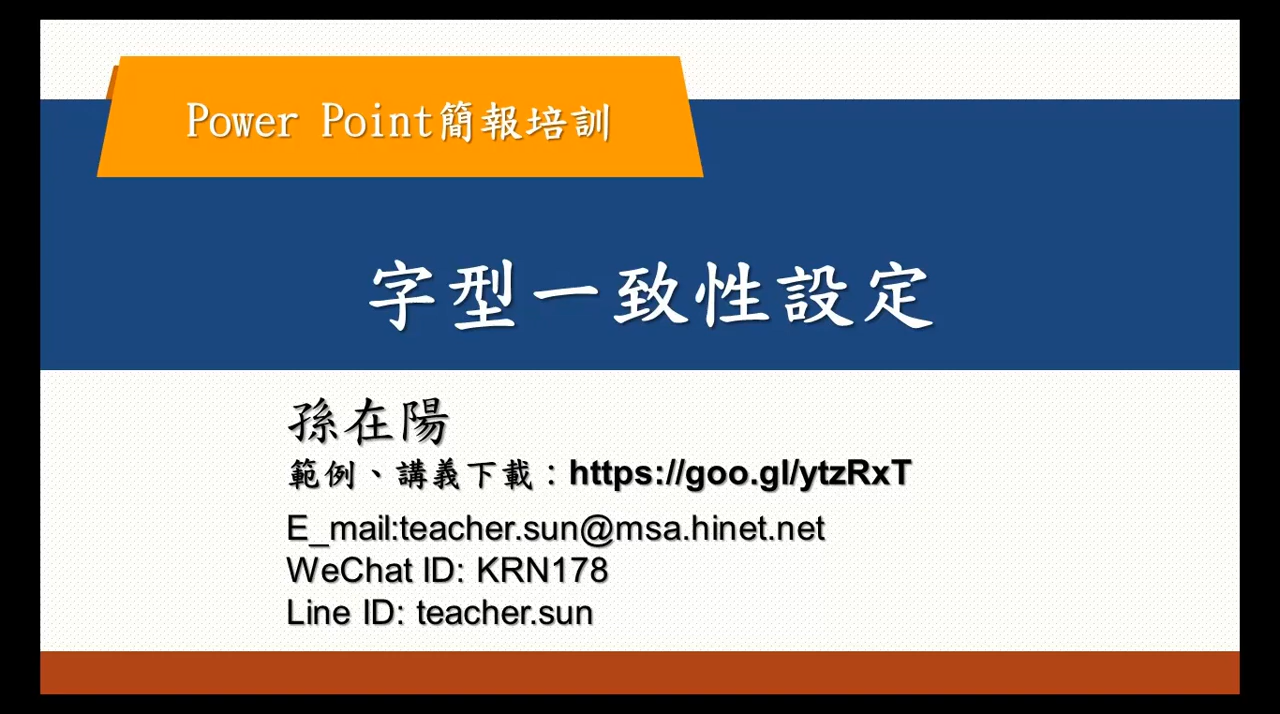 Power Point簡報培訓
字型一致性設定
孫在陽
範例、講義下載：https://goo.gl/ytzRxT
E_mail:teacher.sun@msa.hinet.net
WeChat ID: KRN178
Line ID: teacher.sun